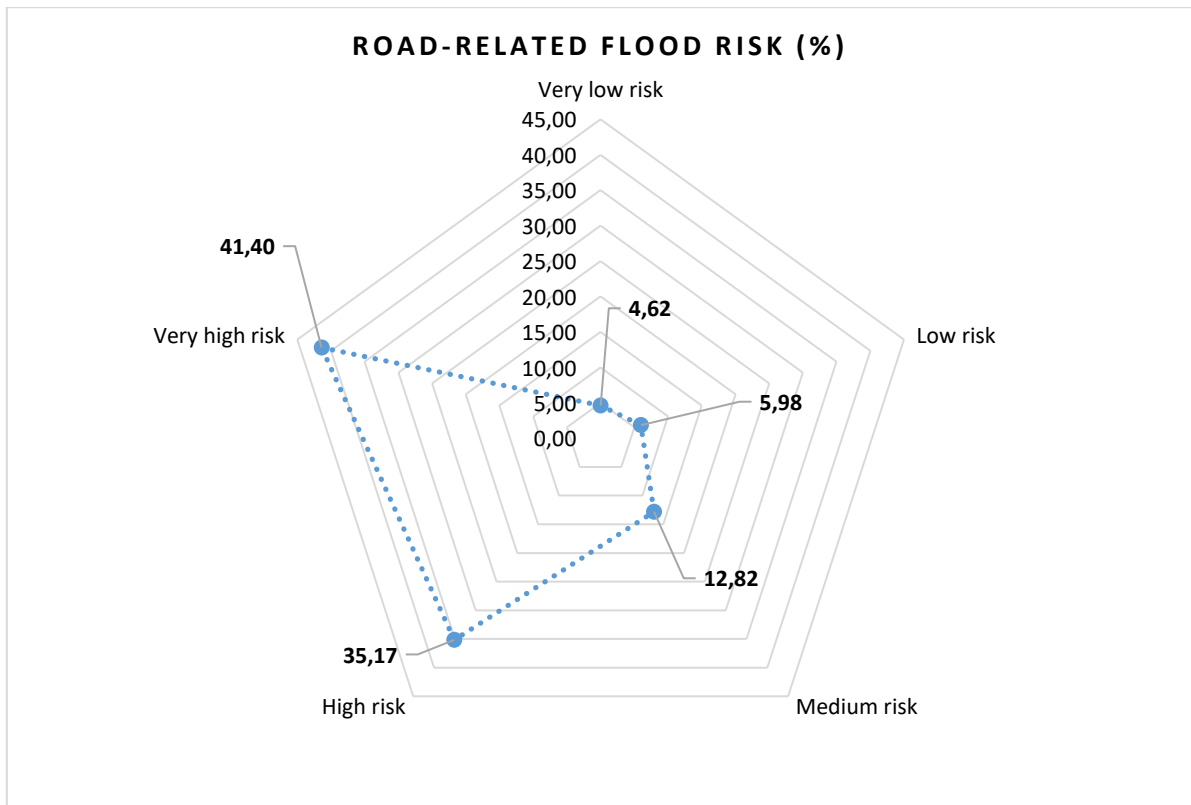 ROAD-RELATED FLOOD RISK (%)
Very low risk
45,00
40,00
35,00
30,00
25,00
20,00
15,00
10,00
5,00
0,00
41,40
4,62
Very high risk
Low risk
5,98
12,82
35,17
High risk
Medium risk